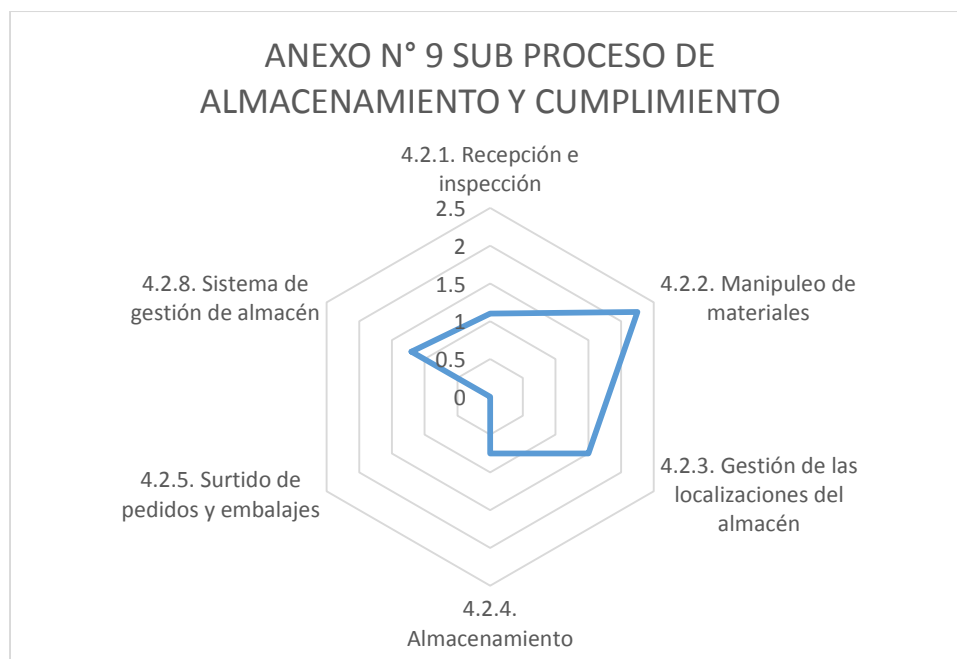 ANEXO N° 9 SUB PROCESO DE
ALMACENAMIENTO Y CUMPLIMIENTO
4.2.1. Recepción e
inspección
2.5
2
1.5
1
0.5
0
4.2.2. Manipuleo de
materiales
4.2.3. Gestión de las
localizaciones del
almacén
4.2.4.
Almacenamiento
4.2.5. Surtido de
pedidos y embalajes
4.2.8. Sistema de
gestión de almacén